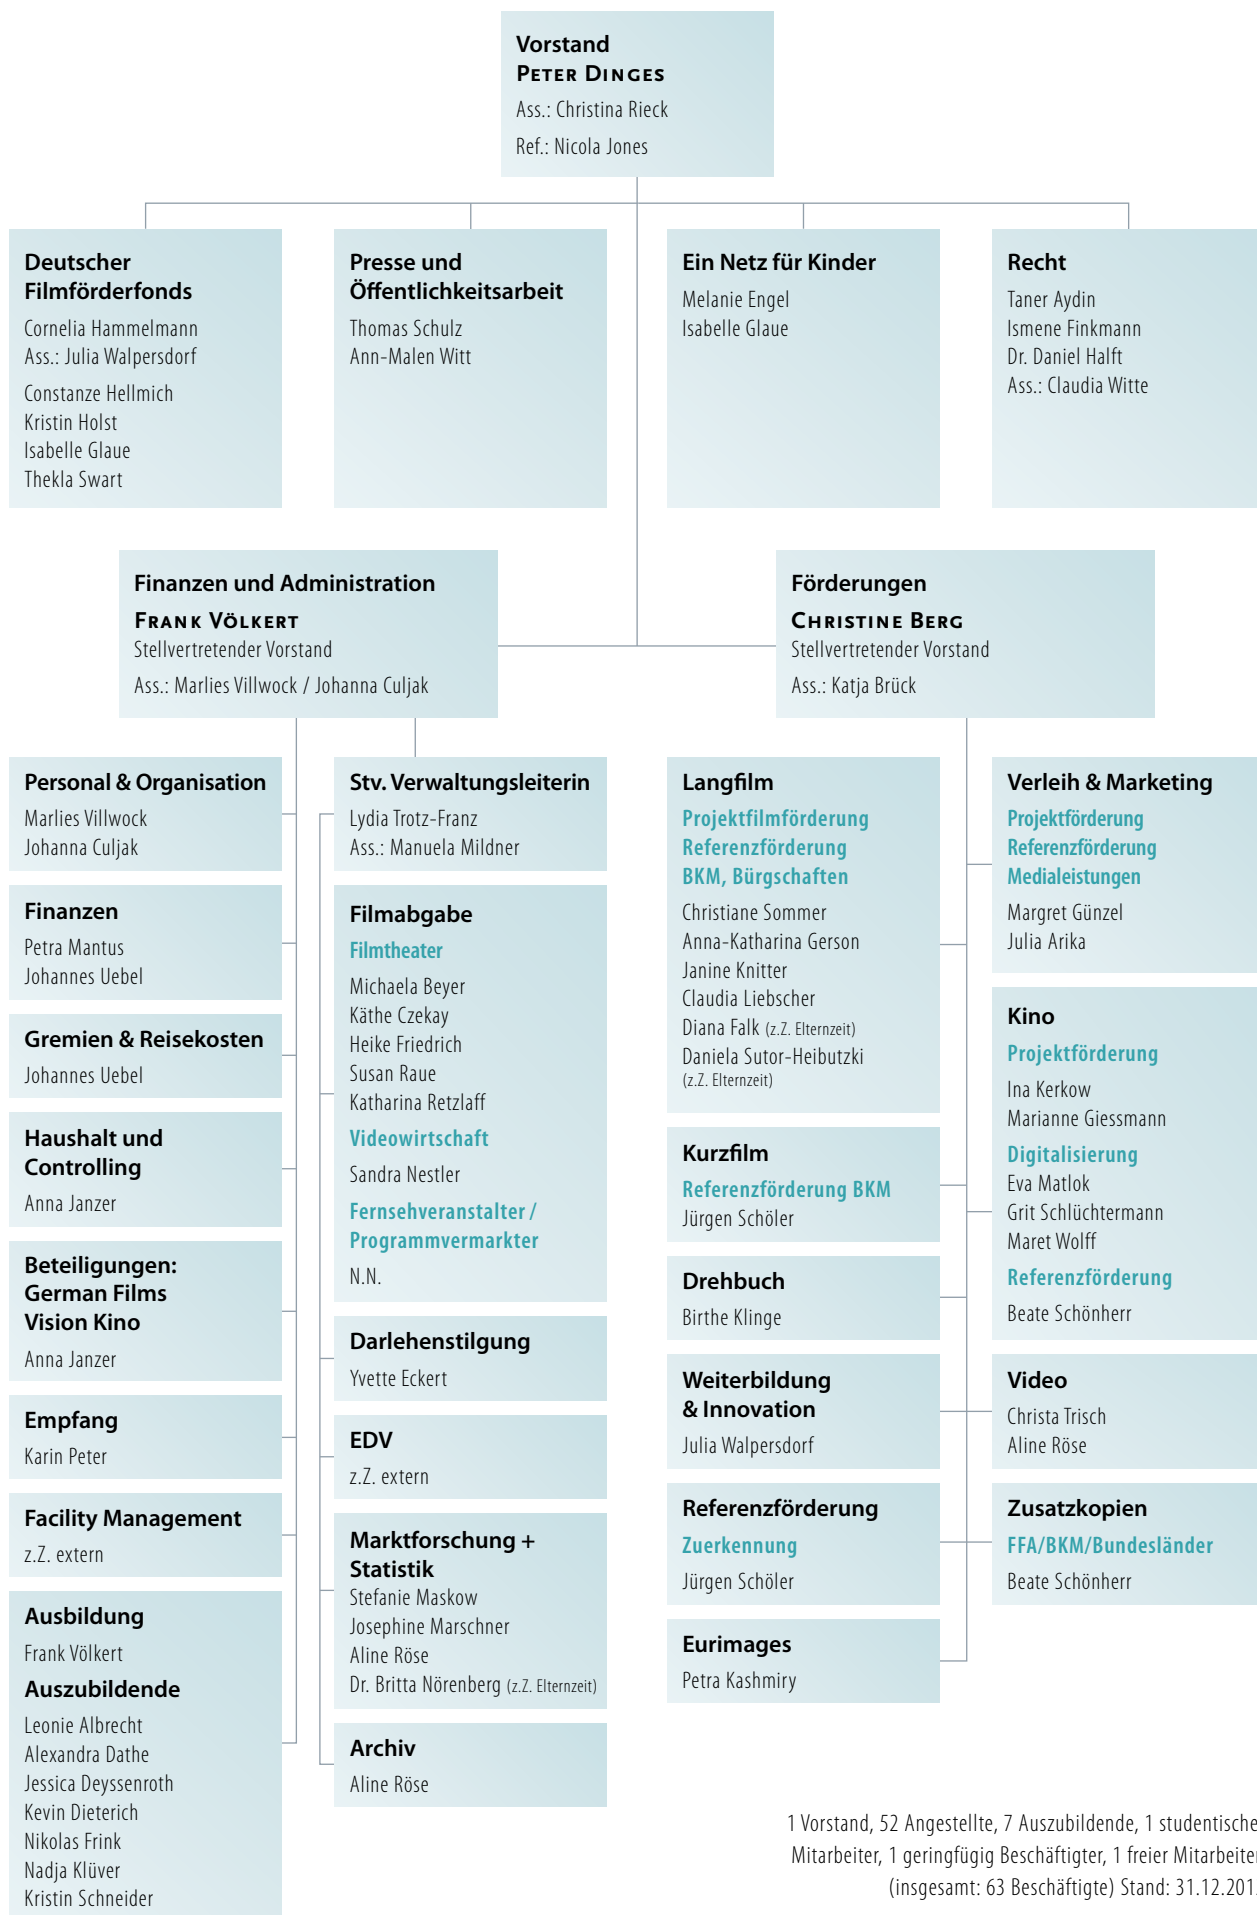 Vorstand
Peter Dinges
Ass.: Christina Rieck
Ref.: Nicola Jones
Deutscher
Filmförderfonds
Cornelia Hammelmann
Ass.: Julia Walpersdorf
Constanze Hellmich
Kristin Holst
Isabelle Glaue
Thekla Swart
Presse und
Öffentlichkeitsarbeit
Thomas Schulz
Ann-Malen Witt
Ein Netz für Kinder
Melanie Engel
Isabelle Glaue
Recht
Taner Aydin
Ismene Finkmann
Dr. Daniel Halft
Ass.: Claudia Witte
Finanzen und Administration
Frank Völkert
Stellvertretender Vorstand
Ass.: Marlies Villwock / Johanna Culjak
Förderungen
Christine Berg
Stellvertretender Vorstand
Ass.: Katja Brück
Personal & Organisation
Marlies Villwock
Johanna Culjak
Finanzen
Petra Mantus
Johannes Uebel
Gremien & Reisekosten
Johannes Uebel
Haushalt und
Controlling
Anna Janzer
Beteiligungen:
German Films
Vision Kino
Anna Janzer
Empfang
Karin Peter
Facility Management
z.Z. extern
Ausbildung
Frank Völkert
Auszubildende
Leonie Albrecht
Alexandra Dathe
Jessica Deyssenroth
Kevin Dieterich
Nikolas Frink
Nadja Klüver
Kristin Schneider
Stv. Verwaltungsleiterin
Lydia Trotz-Franz
Ass.: Manuela Mildner
Filmabgabe
Filmtheater
Michaela Beyer
Käthe Czekay
Heike Friedrich
Susan Raue
Katharina Retzlaff
Videowirtschaft
Sandra Nestler
Fernsehveranstalter /
Programmvermarkter
N.N.
Darlehenstilgung
Yvette Eckert
EDV
z.Z. extern
Marktforschung +
Statistik
Stefanie Maskow
Josephine Marschner
Aline Röse
Dr. Britta Nörenberg (z.Z. Elternzeit)
Archiv
Aline Röse
Langfilm
Projektfilmförderung
Referenzförderung
BKM, Bürgschaften
Christiane Sommer
Anna-Katharina Gerson
Janine Knitter
Claudia Liebscher
Diana Falk (z.Z. Elternzeit)
Daniela Sutor-Heibutzki
(z.Z. Elternzeit)
Kurzfilm
Referenzförderung BKM
Jürgen Schöler
Drehbuch
Birthe Klinge
Weiterbildung
& Innovation
Julia Walpersdorf
Referenzförderung
Zuerkennung
Jürgen Schöler
Eurimages
Petra Kashmiry
Verleih & Marketing
Projektförderung
Referenzförderung
Medialeistungen
Margret Günzel
Julia Arika
Kino
Projektförderung
Ina Kerkow
Marianne Giessmann
Digitalisierung
Eva Matlok
Grit Schlüchtermann
Maret Wolff
Referenzförderung
Beate Schönherr
Video
Christa Trisch
Aline Röse
Zusatzkopien
FFA/BKM/Bundesländer
Beate Schönherr
1 Vorstand, 52 Angestellte, 7 Auszubildende, 1 studentische
Mitarbeiter, 1 geringfügig Beschäftigter, 1 freier Mitarbeiter
(insgesamt: 63 Beschäftigte) Stand: 31.12.201